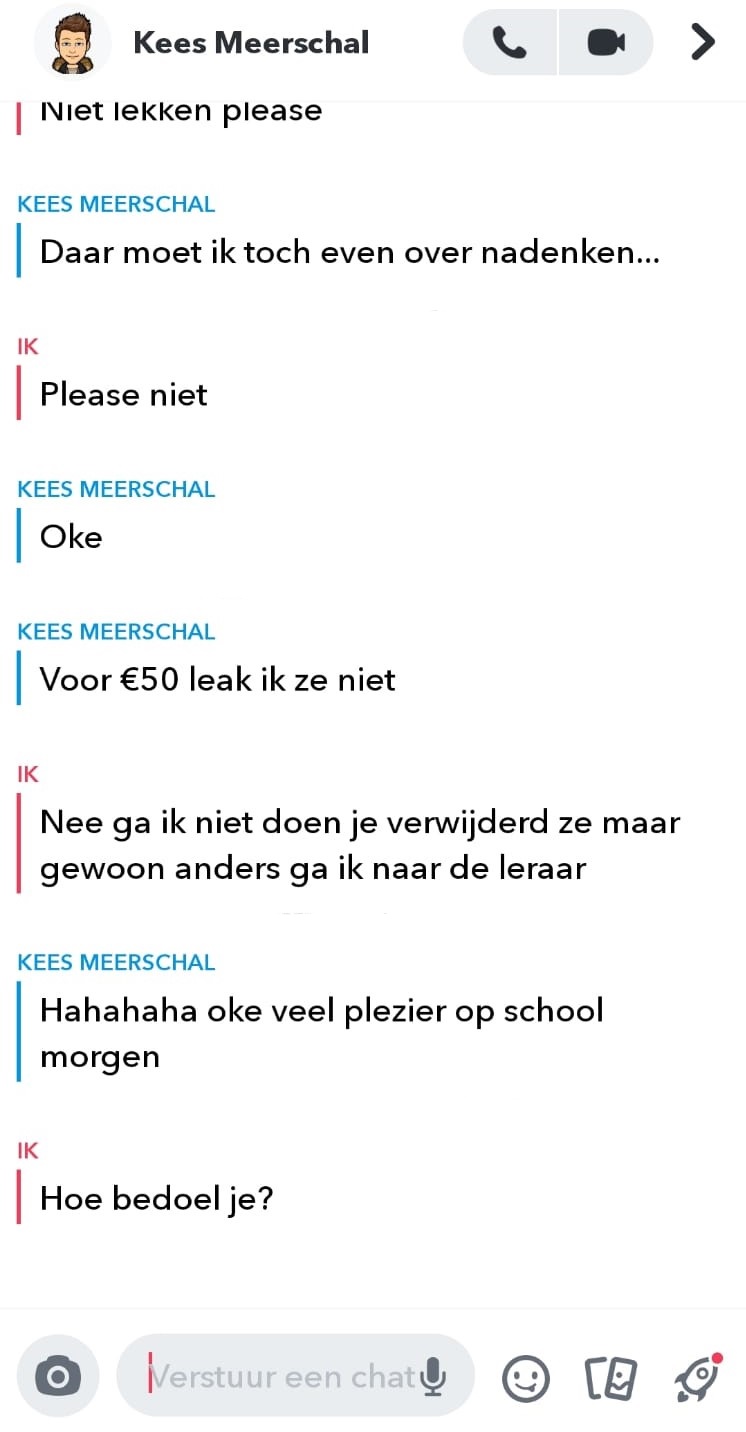 Kees Meerschal
Niet lekken please
KEES MEERSCHAL
Daar moet ik toch even over nadenken...
IK
Please niet
KEES MEERSCHAL
Oke
KEES MEERSCHAL
Voor €50 leak ik ze niet
IK
Nee ga ik niet doen je verwijderd ze maar
gewoon anders ga ik naar de leraar
KEES MEERSCHAL
Hahahaha oke veel plezier op school
morgen
IK
Hoe bedoel je?
Verstuur een chat